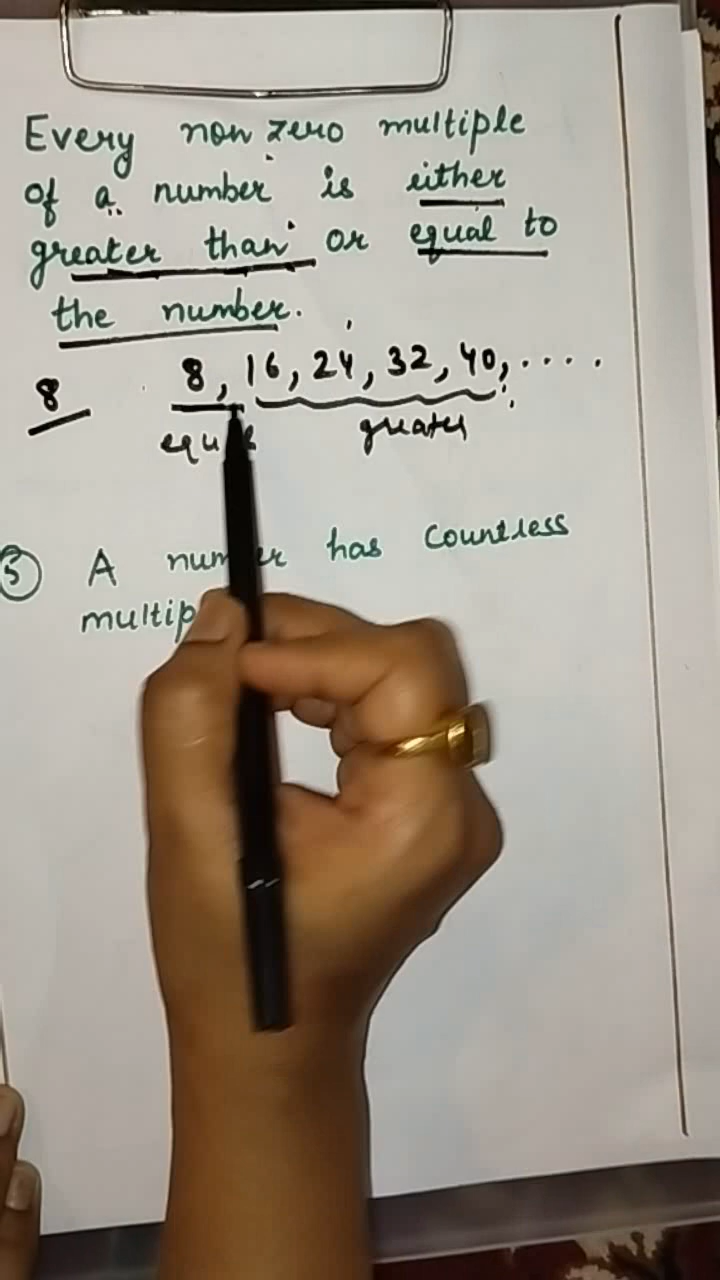 Every non zero multiple
of a number is either
greater than or equal to
the number.
8 8, 16, 24, 32, 40, ....
greater
5 A has countless